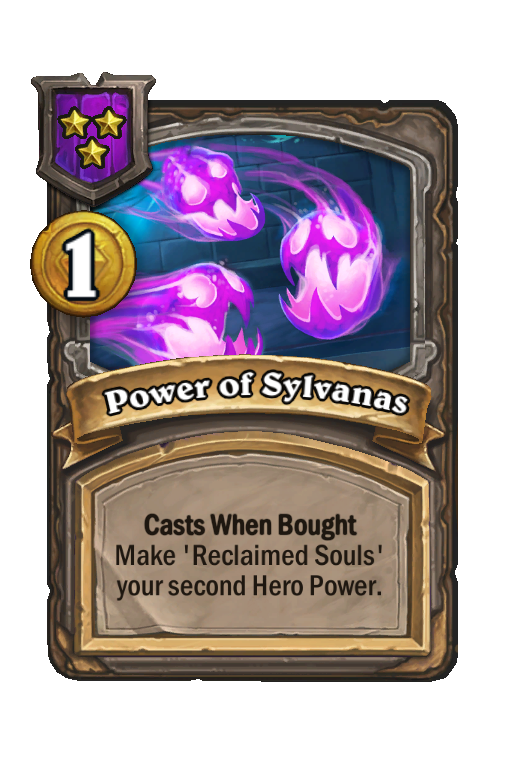 1
Power of Sylvanas
Casts When Bought
Make 'Reclaimed Souls'
your second Hero Power.